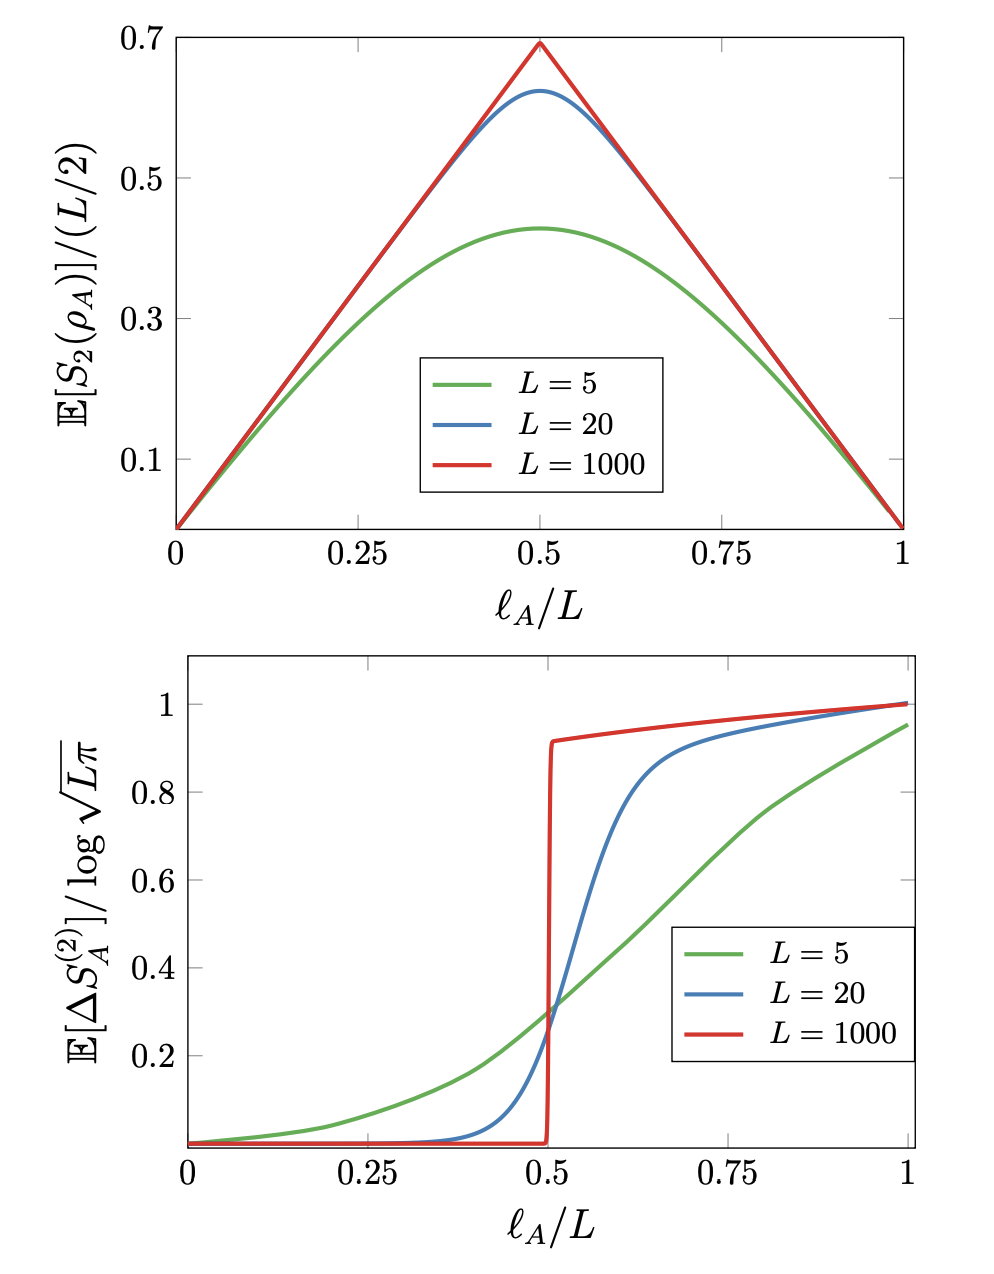 0.7
0.5
0.3
0.1
𝔼[S₂(ρ_A)]/(L/2)
L = 5
L = 20
L = 1000
0 0.25 0.5 0.75 1
ℓ_A/L
1
0.8
0.6
0.4
0.2
𝔼[ΔS_A^{(2)}]/ log √Lπ
L = 5
L = 20
L = 1000
0 0.25 0.5 0.75 1
ℓ_A/L